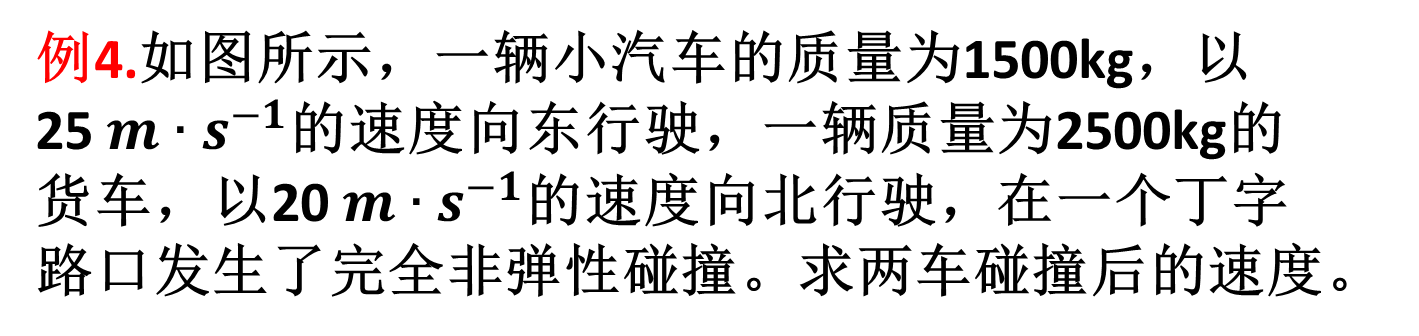 例4.如图所示，一辆小汽车的质量为1500kg，以
25 m · s⁻¹的速度向东行驶，一辆质量为2500kg的
货车，以20 m · s⁻¹的速度向北行驶，在一个丁字
路口发生了完全非弹性碰撞。求两车碰撞后的速度。